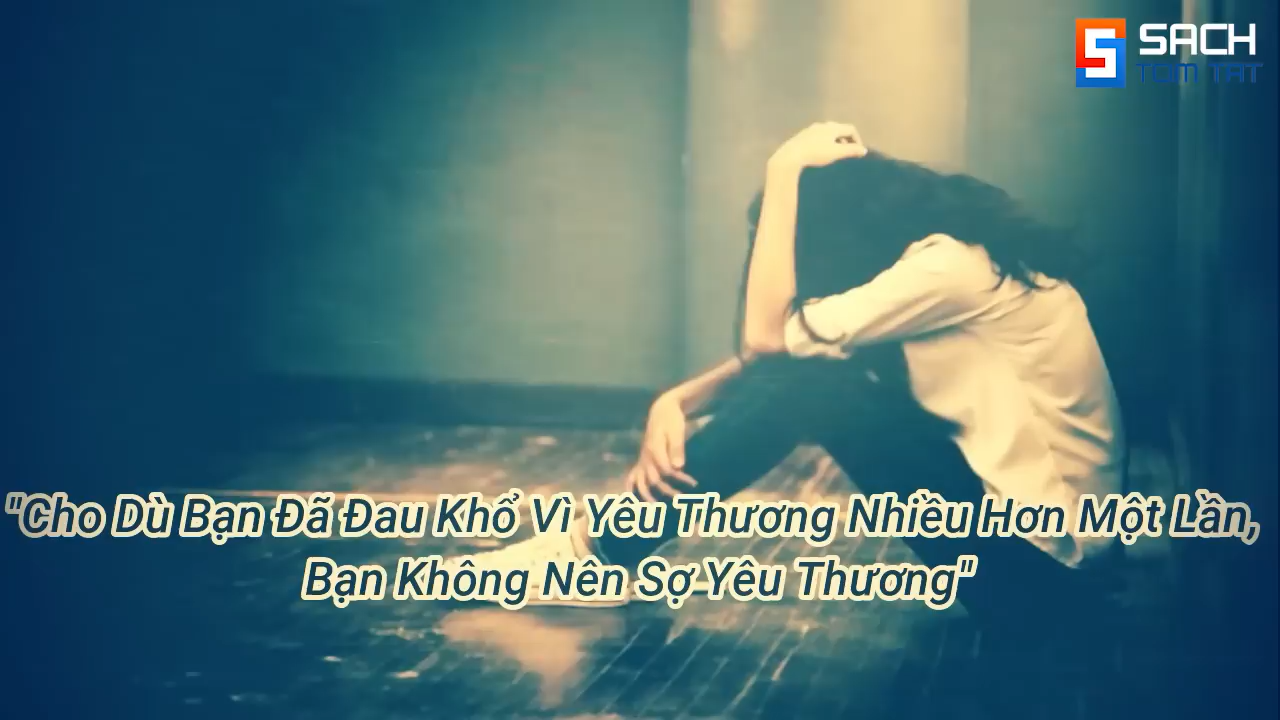 SACH
TOM TAT
"Cho Dù Bạn Đã Đau Khổ Vì Yêu Thương Nhiều Hơn Một Lần,
Bạn Không Nên Sợ Yêu Thương"